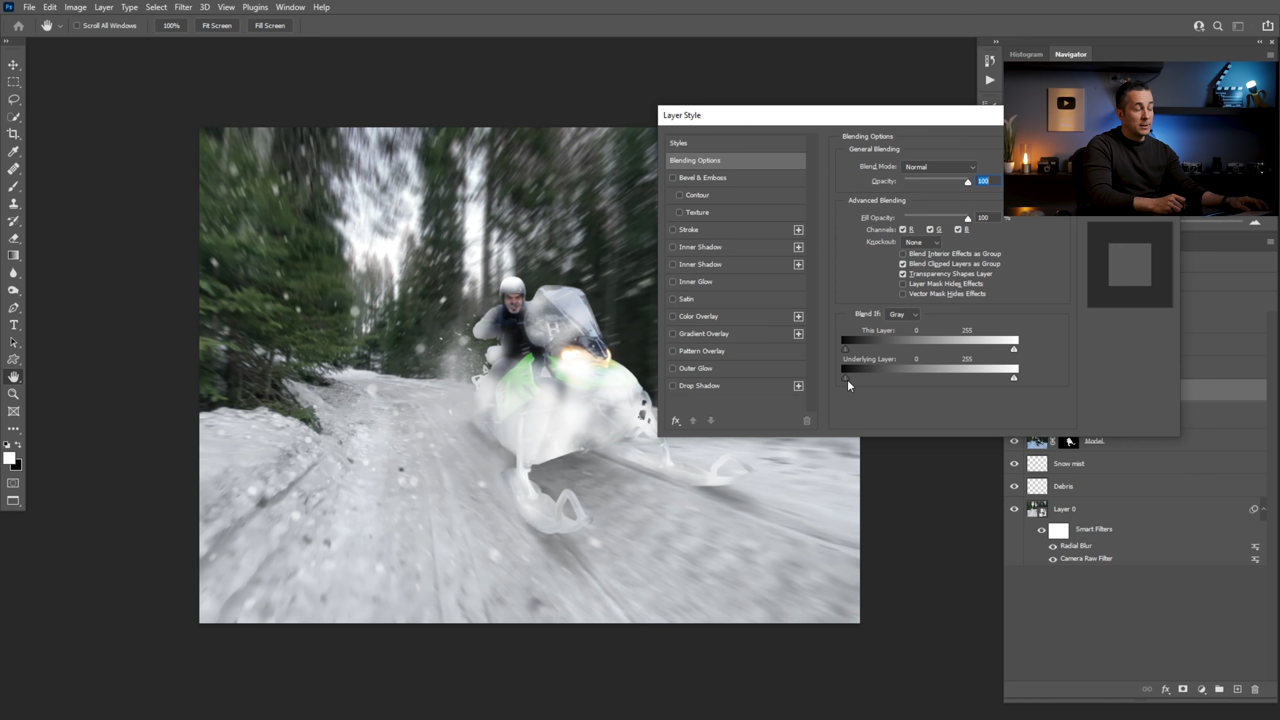 Ps File Edit Image Layer Type Select Filter 3D View Plugins Window Help
Scroll All Windows 100% Fit Screen Fill Screen
Histogram Navigator
Layer Style
Styles
Blending Options
Bevel & Emboss
Contour
Texture
Stroke
Inner Shadow
Inner Shadow
Inner Glow
Satin
Color Overlay
Gradient Overlay
Pattern Overlay
Outer Glow
Drop Shadow
fx
Blending Options
General Blending
Blend Mode: Normal
Opacity: 100
Advanced Blending
Fill Opacity: 100 %
Channels: R G B
Knockout: None
Blend Interior Effects as Group
Blend Clipped Layers as Group
Transparency Shapes Layer
Layer Mask Hides Effects
Vector Mask Hides Effects
Blend If: Gray
This Layer: 0 255
Underlying Layer: 0 255
Model.
Snow mist
Debris
Layer 0
Smart Filters
Radial Blur
Camera Raw Filter
fx